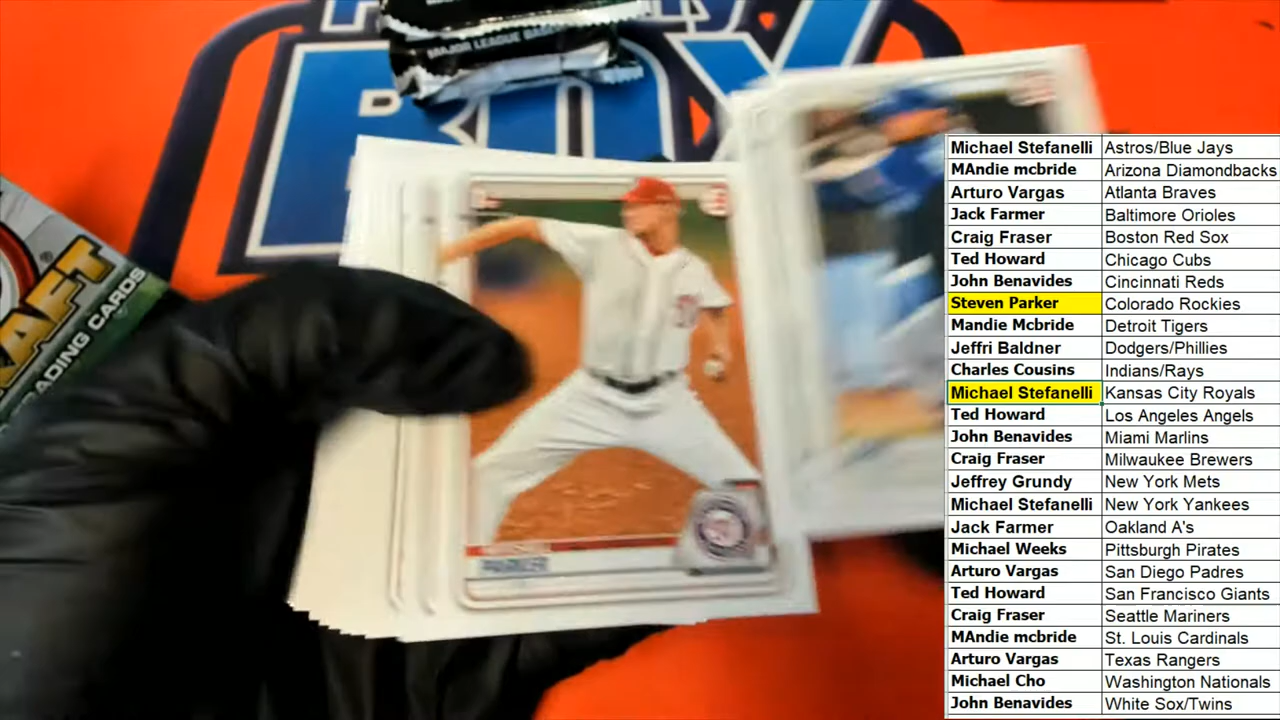 MAJOR LEAGUE BASE
BOX
RAFT
ADING CARDS
PARKER
Michael Stefanelli Astros/Blue Jays
MAndie mcbride Arizona Diamondbacks
Arturo Vargas Atlanta Braves
Jack Farmer Baltimore Orioles
Craig Fraser Boston Red Sox
Ted Howard Chicago Cubs
John Benavides Cincinnati Reds
Steven Parker Colorado Rockies
Mandie Mcbride Detroit Tigers
Jeffri Baldner Dodgers/Phillies
Charles Cousins Indians/Rays
Michael Stefanelli Kansas City Royals
Ted Howard Los Angeles Angels
John Benavides Miami Marlins
Craig Fraser Milwaukee Brewers
Jeffrey Grundy New York Mets
Michael Stefanelli New York Yankees
Jack Farmer Oakland A's
Michael Weeks Pittsburgh Pirates
Arturo Vargas San Diego Padres
Ted Howard San Francisco Giants
Craig Fraser Seattle Mariners
MAndie mcbride St. Louis Cardinals
Arturo Vargas Texas Rangers
Michael Cho Washington Nationals
John Benavides White Sox/Twins